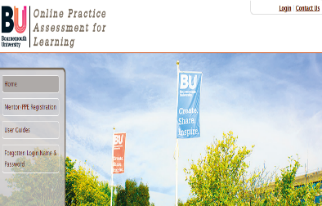 BU
Bournemouth
University
Online Practice
Assessment for
Learning
Login Contact Us
Home
Mentor-PPE Registration
User Guides
Forgotten Login Name &
Password
BU
Create,
Share,
Inspire.
BU